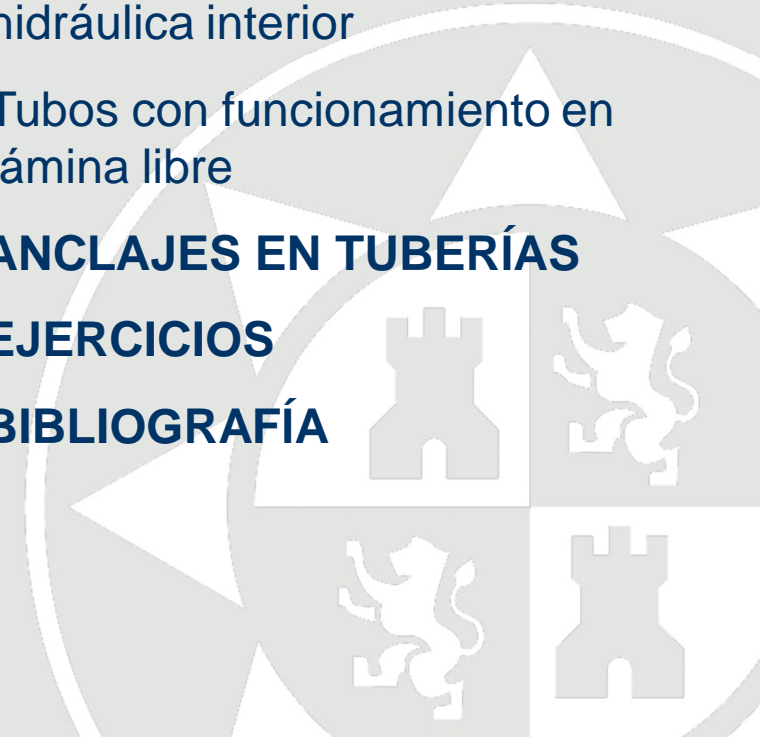 hidráulica interior
Tubos con funcionamiento en
lámina libre
ANCLAJES EN TUBERÍAS
EJERCICIOS
BIBLIOGRAFÍA